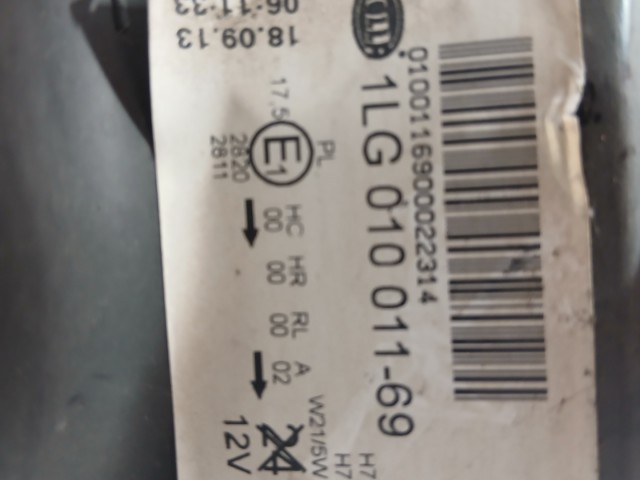 0100116900022314
1LG 010 011-69
H7
H7
W21/5W
PL
HC HR RL A
17.5 E1 00 00 00 02 24
2820
2811
12V
18.09.13
06:11:33